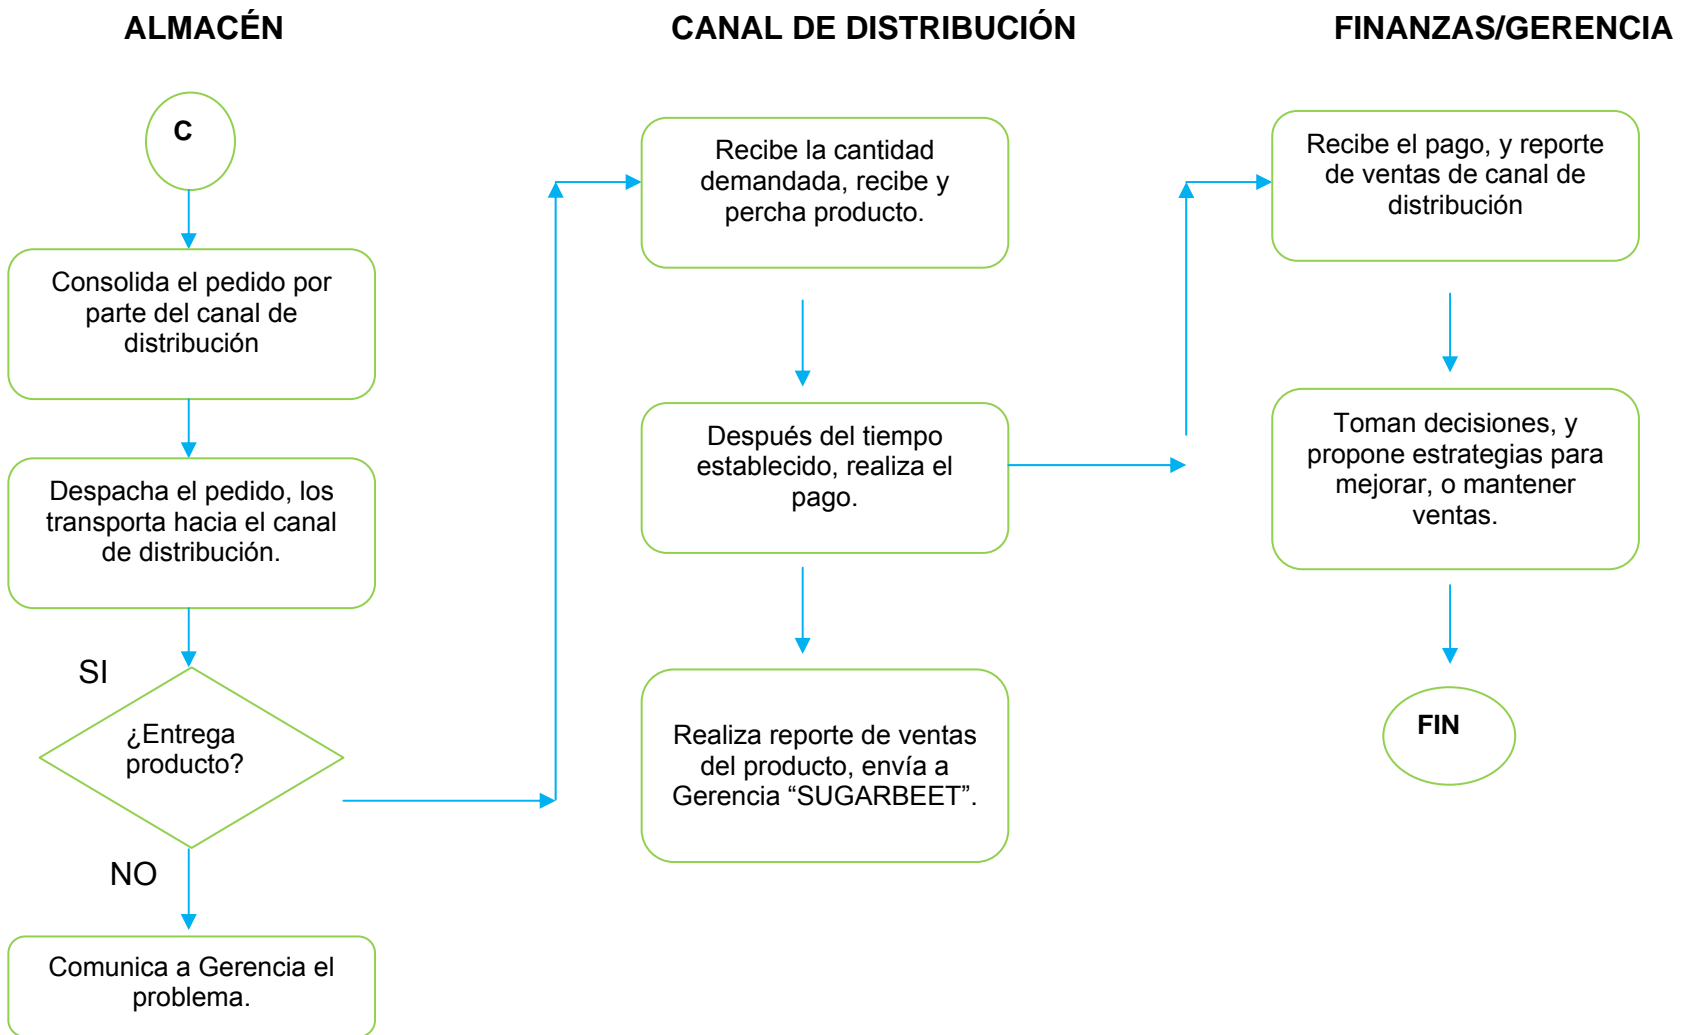 ALMACÉN
CANAL DE DISTRIBUCIÓN
FINANZAS/GERENCIA
C
Consolida el pedido por
parte del canal de
distribución
Despacha el pedido, los
transporta hacia el canal
de distribución.
SI
¿Entrega
producto?
NO
Comunica a Gerencia el
problema.
Recibe la cantidad
demandada, recibe y
percha producto.
Después del tiempo
establecido, realiza el
pago.
Realiza reporte de ventas
del producto, envía a
Gerencia “SUGARBEET”.
Recibe el pago, y reporte
de ventas de canal de
distribución
Toman decisiones, y
propone estrategias para
mejorar, o mantener
ventas.
FIN